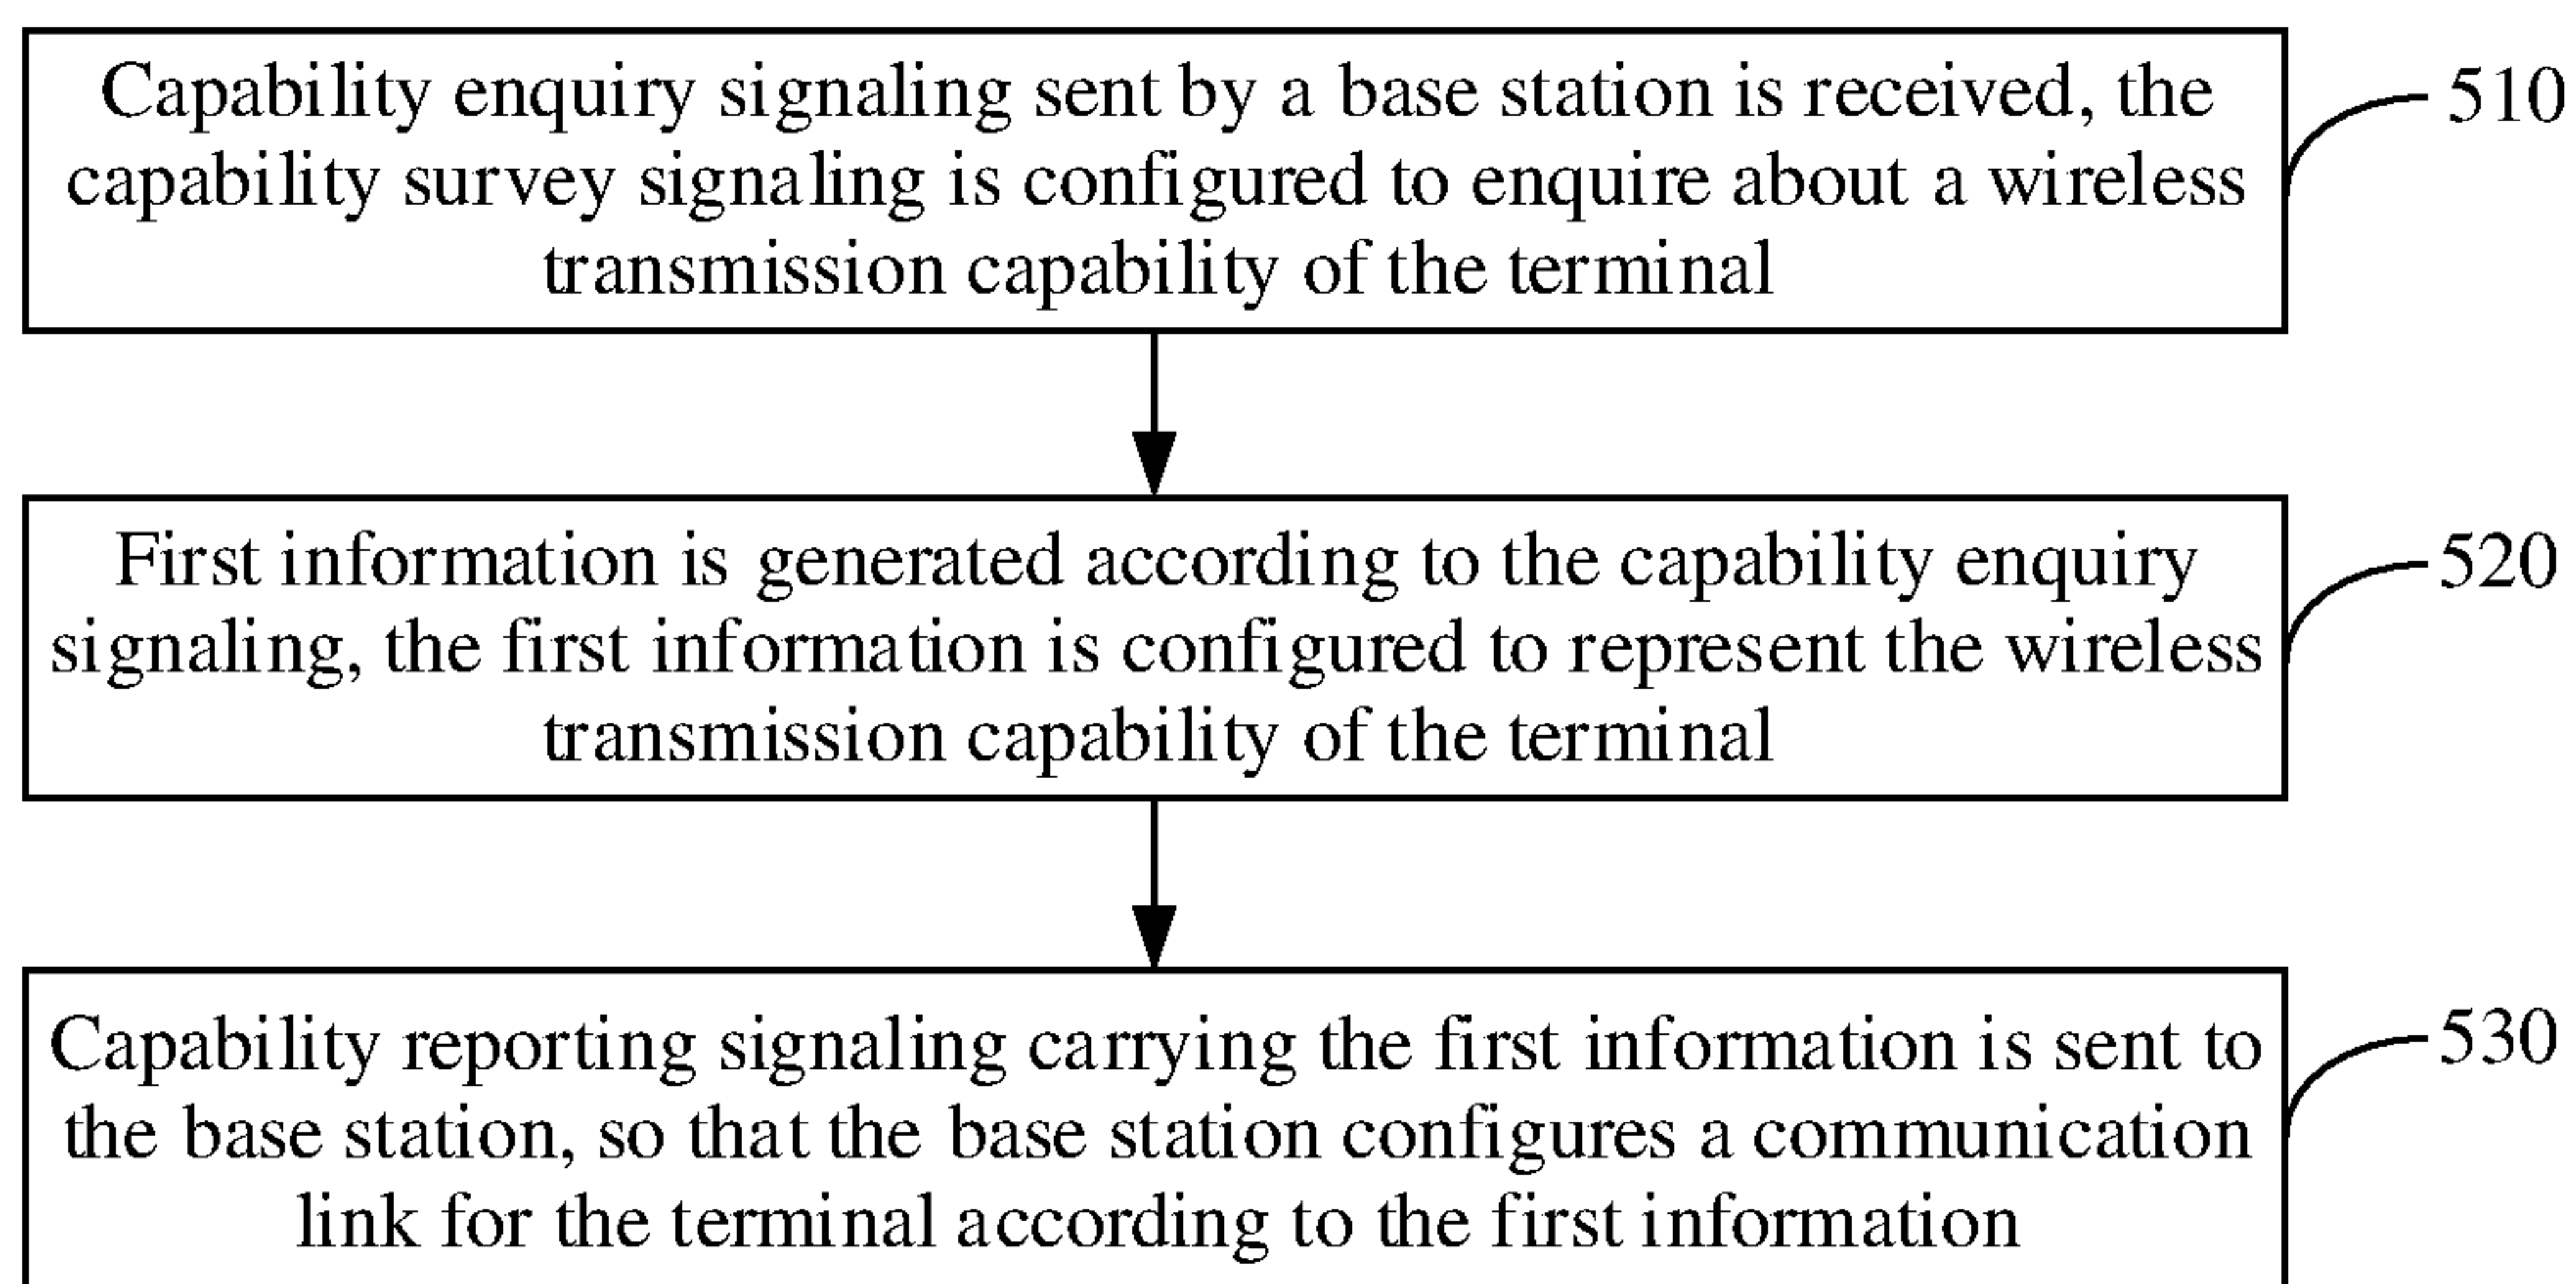 Capability enquiry signaling sent by a base station is received, the
capability survey signaling is configured to enquire about a wireless
transmission capability of the terminal
510
First information is generated according to the capability enquiry
signaling, the first information is configured to represent the wireless
transmission capability of the terminal
520
Capability reporting signaling carrying the first information is sent to
the base station, so that the base station configures a communication
link for the terminal according to the first information
530